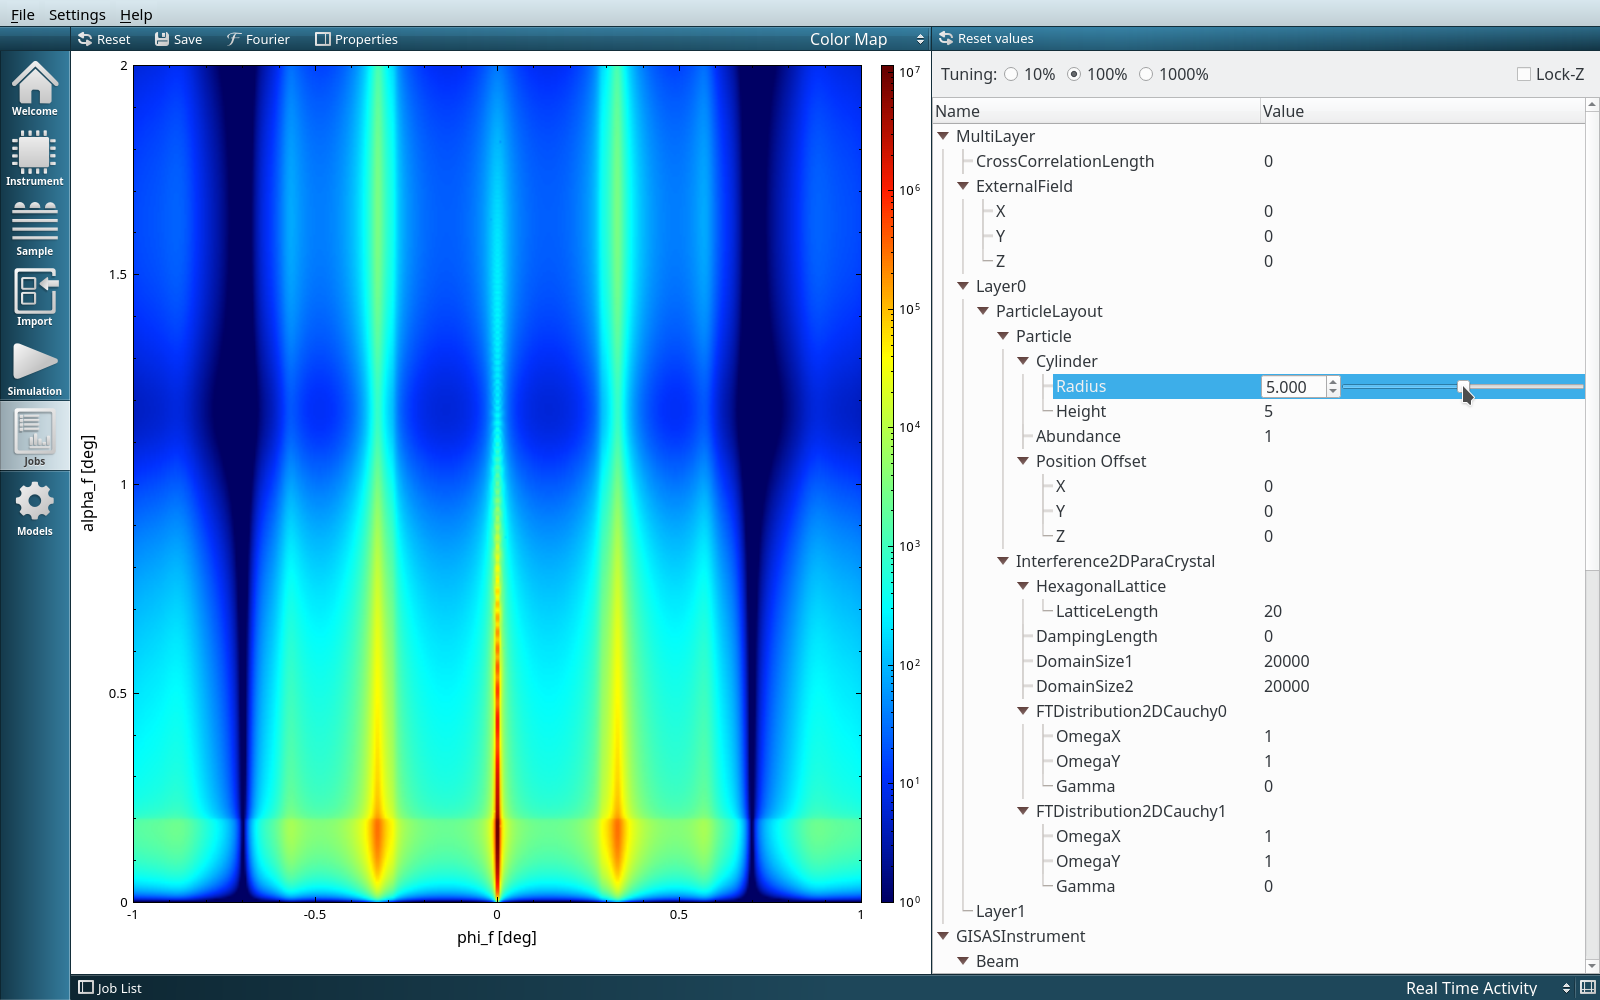 File Settings Help
Reset Save Fourier Properties Color Map
Reset values
Welcome
Instrument
Sample
Import
Simulation
Jobs
Models
2
1.5
1
0.5
0
alpha_f [deg]
-1 -0.5 0 0.5 1
phi_f [deg]
10⁷
10⁶
10⁵
10⁴
10³
10²
10¹
10⁰
Tuning: 10% 100% 1000% Lock-Z
Name Value
MultiLayer
CrossCorrelationLength 0
ExternalField
X 0
Y 0
Z 0
Layer0
ParticleLayout
Particle
Cylinder
Radius 5.000
Height 5
Abundance 1
Position Offset
X 0
Y 0
Z 0
Interference2DParaCrystal
HexagonalLattice
LatticeLength 20
DampingLength 0
DomainSize1 20000
DomainSize2 20000
FTDistribution2DCauchy0
OmegaX 1
OmegaY 1
Gamma 0
FTDistribution2DCauchy1
OmegaX 1
OmegaY 1
Gamma 0
Layer1
GISASInstrument
Beam
Job List Real Time Activity